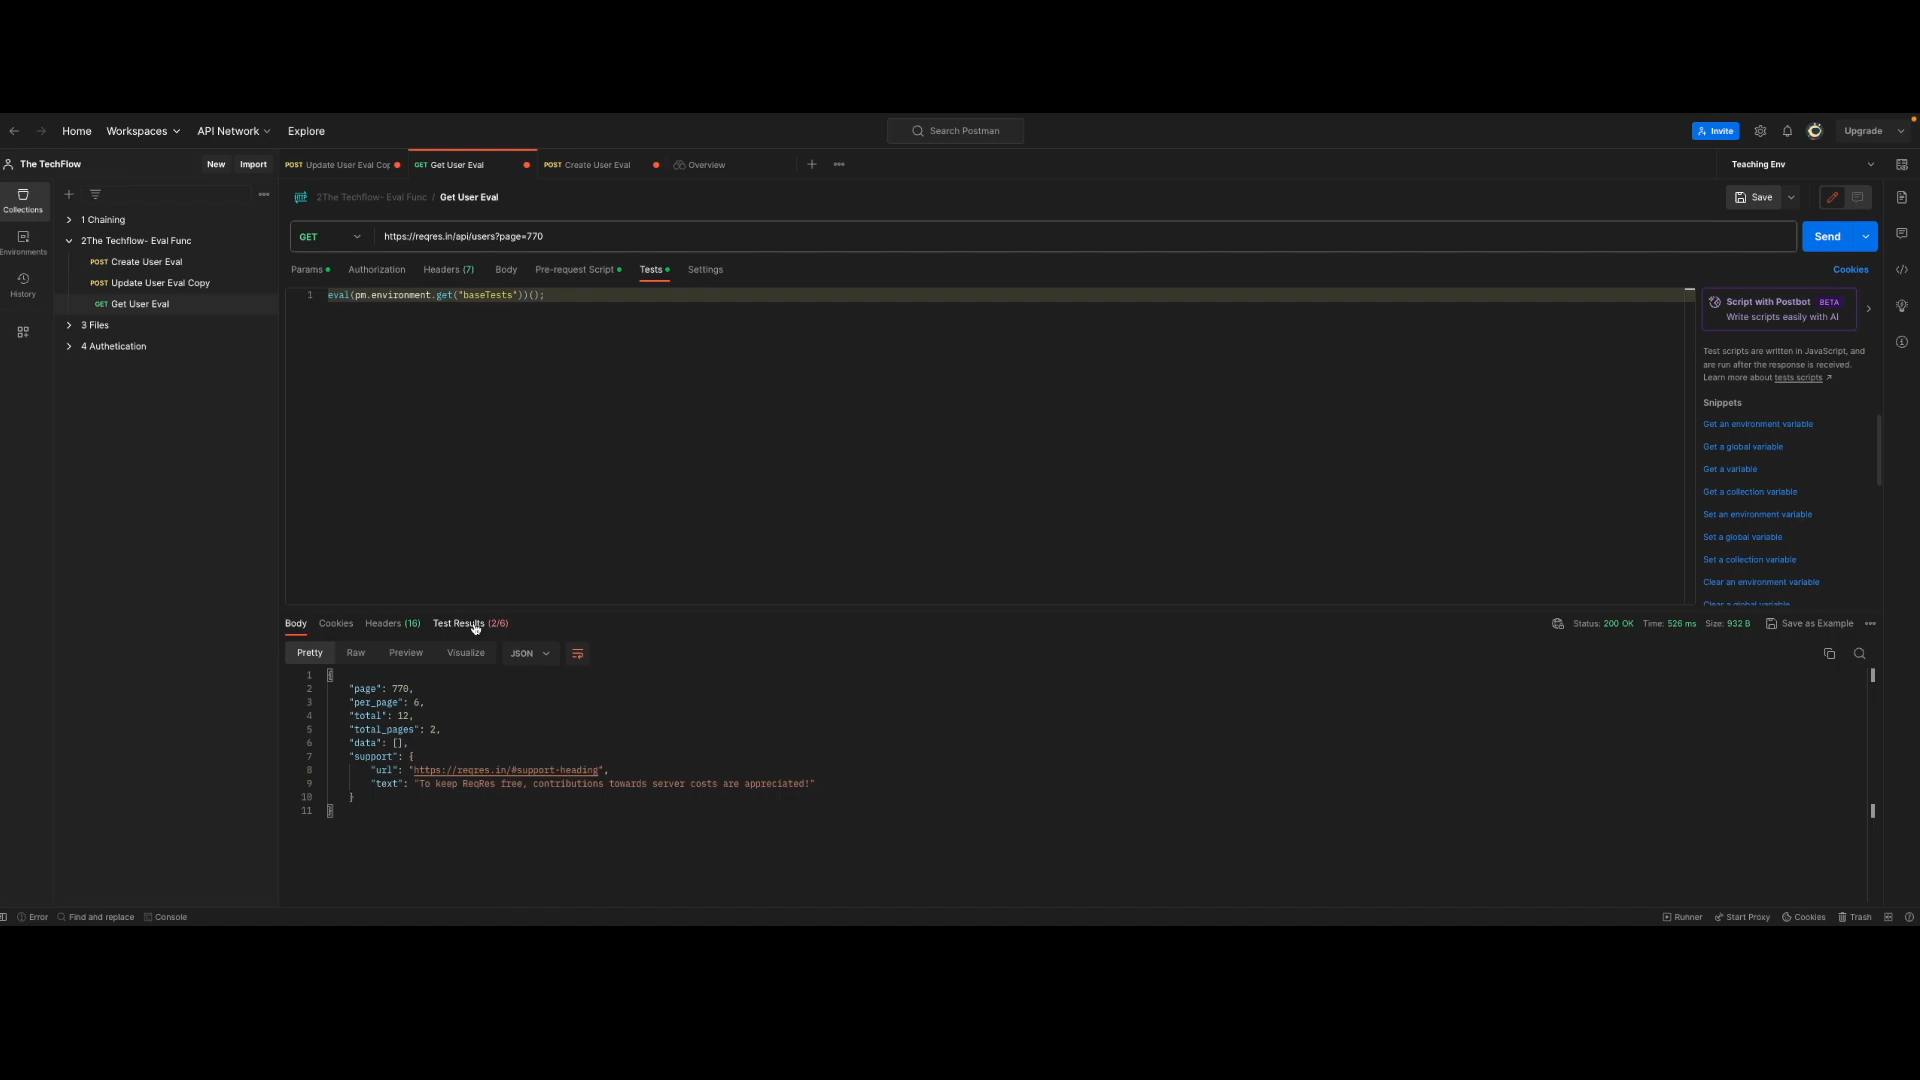 Home Workspaces API Network Explore Search Postman Invite Upgrade
The TechFlow New Import POST Update User Eval Cop GET Get User Eval POST Create User Eval Overview Teaching Env
Collections
Environments
History
1 Chaining
2The Techflow- Eval Func
POST Create User Eval
POST Update User Eval Copy
GET Get User Eval
3 Files
4 Authetication
HTTP 2The Techflow- Eval Func / Get User Eval Save
GET https://reqres.in/api/users?page=770 Send
Params Authorization Headers (7) Body Pre-request Script Tests Settings Cookies
1 eval(pm.environment.get("baseTests"))();
Script with Postbot BETA
Write scripts easily with AI
Test scripts are written in JavaScript, and
are run after the response is received.
Learn more about tests scripts
Snippets
Get an environment variable
Get a global variable
Get a variable
Get a collection variable
Set an environment variable
Set a global variable
Set a collection variable
Clear an environment variable
Clear a global variable
Body Cookies Headers (16) Test Results (2/6) Status: 200 OK Time: 526 ms Size: 932 B Save as Example
Pretty Raw Preview Visualize JSON
1 {
2 "page": 770,
3 "per_page": 6,
4 "total": 12,
5 "total_pages": 2,
6 "data": [],
7 "support": {
8 "url": "https://reqres.in/#support-heading",
9 "text": "To keep ReqRes free, contributions towards server costs are appreciated!"
10 }
11 }
Error Find and replace Console Runner Start Proxy Cookies Trash